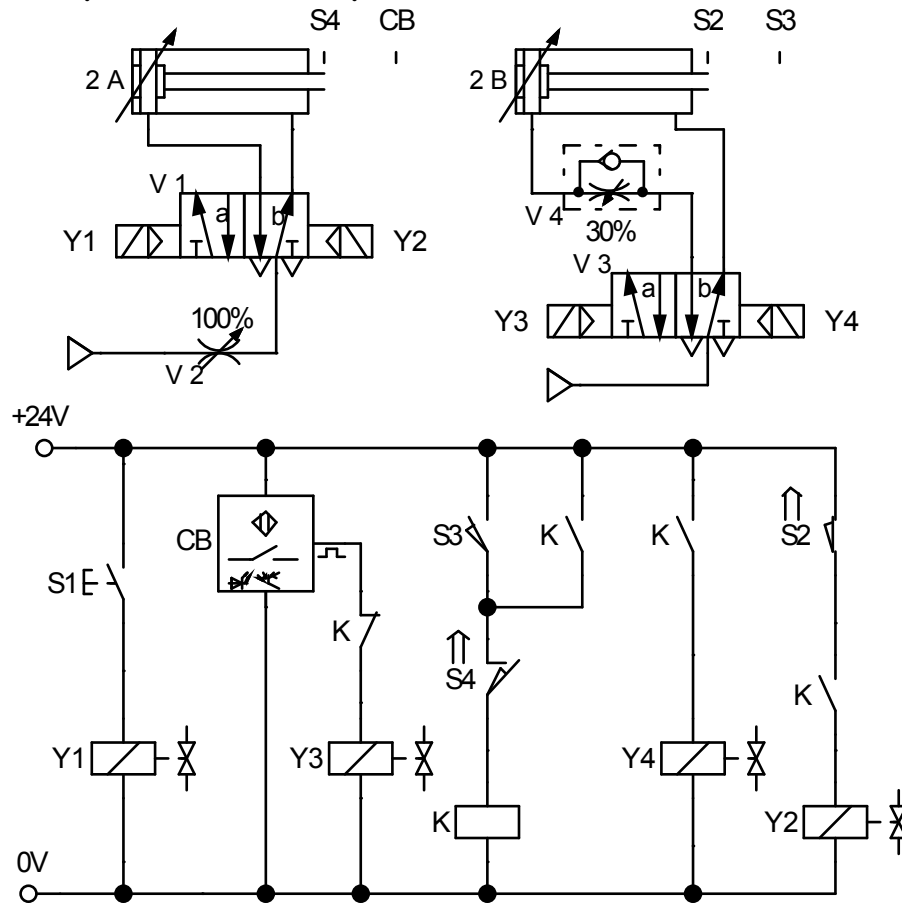 S4 CB S2 S3
2 A 2 B
V 1
a b
Y1 Y2
V 4
30%
V 3
100%
V 2
a b
Y3 Y4
+24V
CB S3 K K S2
S1
K
S4
K
Y1 Y3 Y4
K Y2
0V